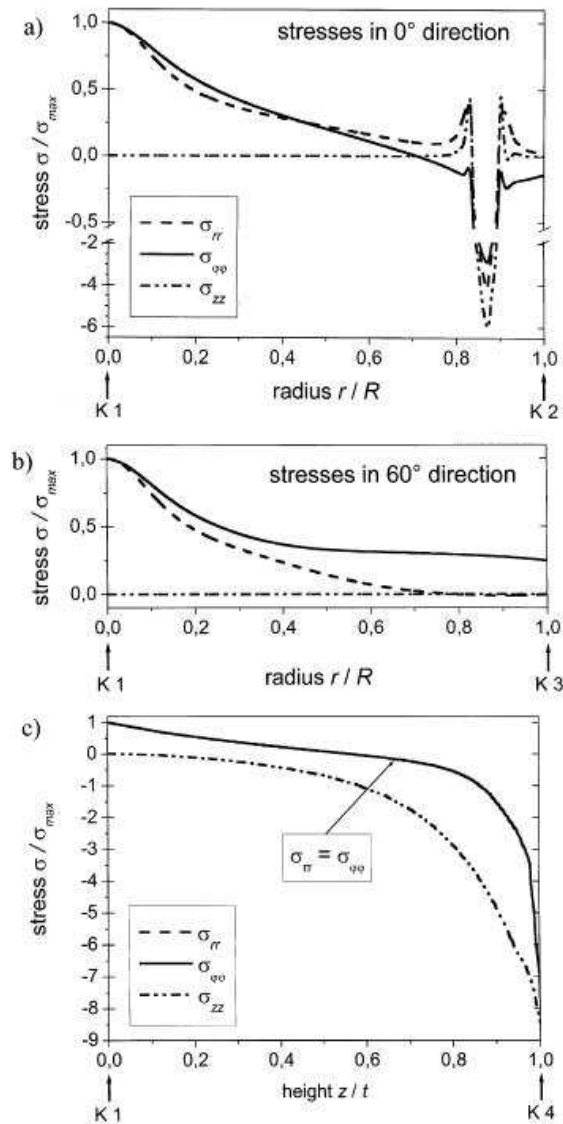 a)
stresses in 0° direction
1,0
0,5
0,0
-0,5
-2
-4
-6
stress σ / σmax
σrr
σφφ
σzz
0,0 0,2 0,4 0,6 0,8 1,0
radius r / R
K 1 K 2
b)
stresses in 60° direction
1,0
0,5
0,0
stress σ / σmax
0,0 0,2 0,4 0,6 0,8 1,0
radius r / R
K 1 K 3
c)
1
0
-1
-2
-3
-4
-5
-6
-7
-8
-9
stress σ / σmax
σrr = σφφ
σrr
σφφ
σzz
0,0 0,2 0,4 0,6 0,8 1,0
height z / t
K 1 K 4